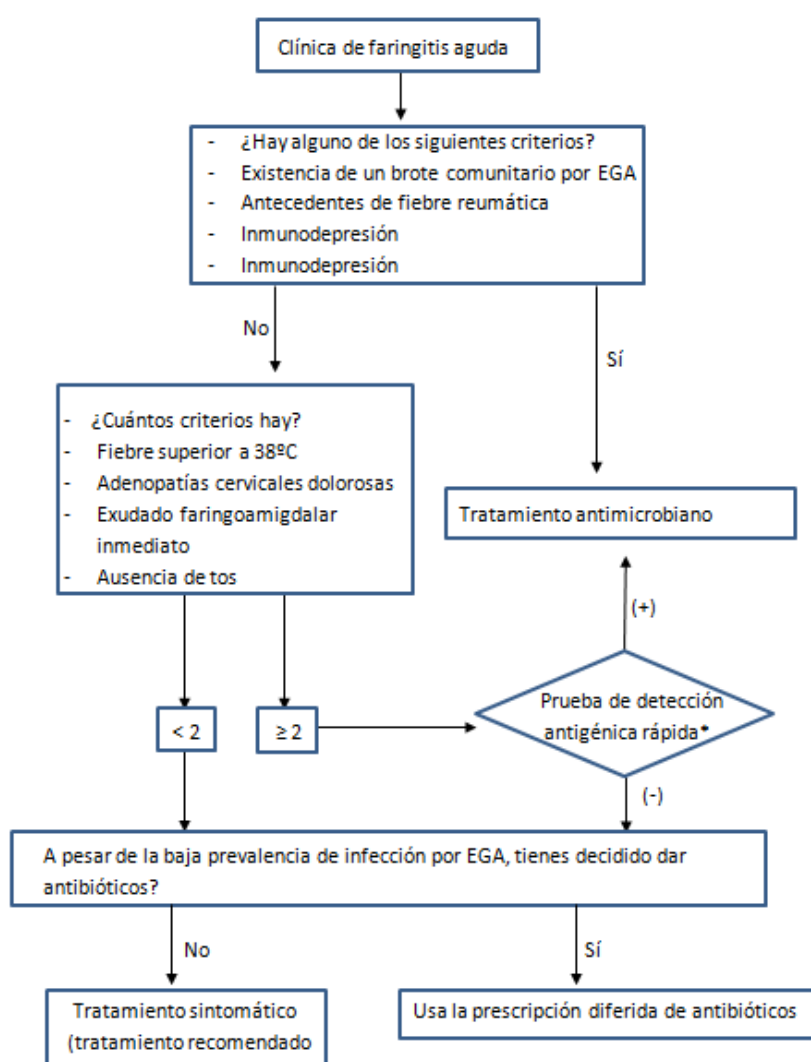 Clínica de faringitis aguda
- ¿Hay alguno de los siguientes criterios?
- Existencia de un brote comunitario por EGA
- Antecedentes de fiebre reumática
- Inmunodepresión
- Inmunodepresión
No
Sí
- ¿Cuántos criterios hay?
- Fiebre superior a 38ºC
- Adenopatías cervicales dolorosas
- Exudado faringoamigdalar
inmediato
- Ausencia de tos
Tratamiento antimicrobiano
(+)
Prueba de detección
antigénica rápida*
< 2
≥ 2
(-)
A pesar de la baja prevalencia de infección por EGA, tienes decidido dar
antibióticos?
No
Sí
Tratamiento sintomático
(tratamiento recomendado
Usa la prescripción diferida de antibióticos